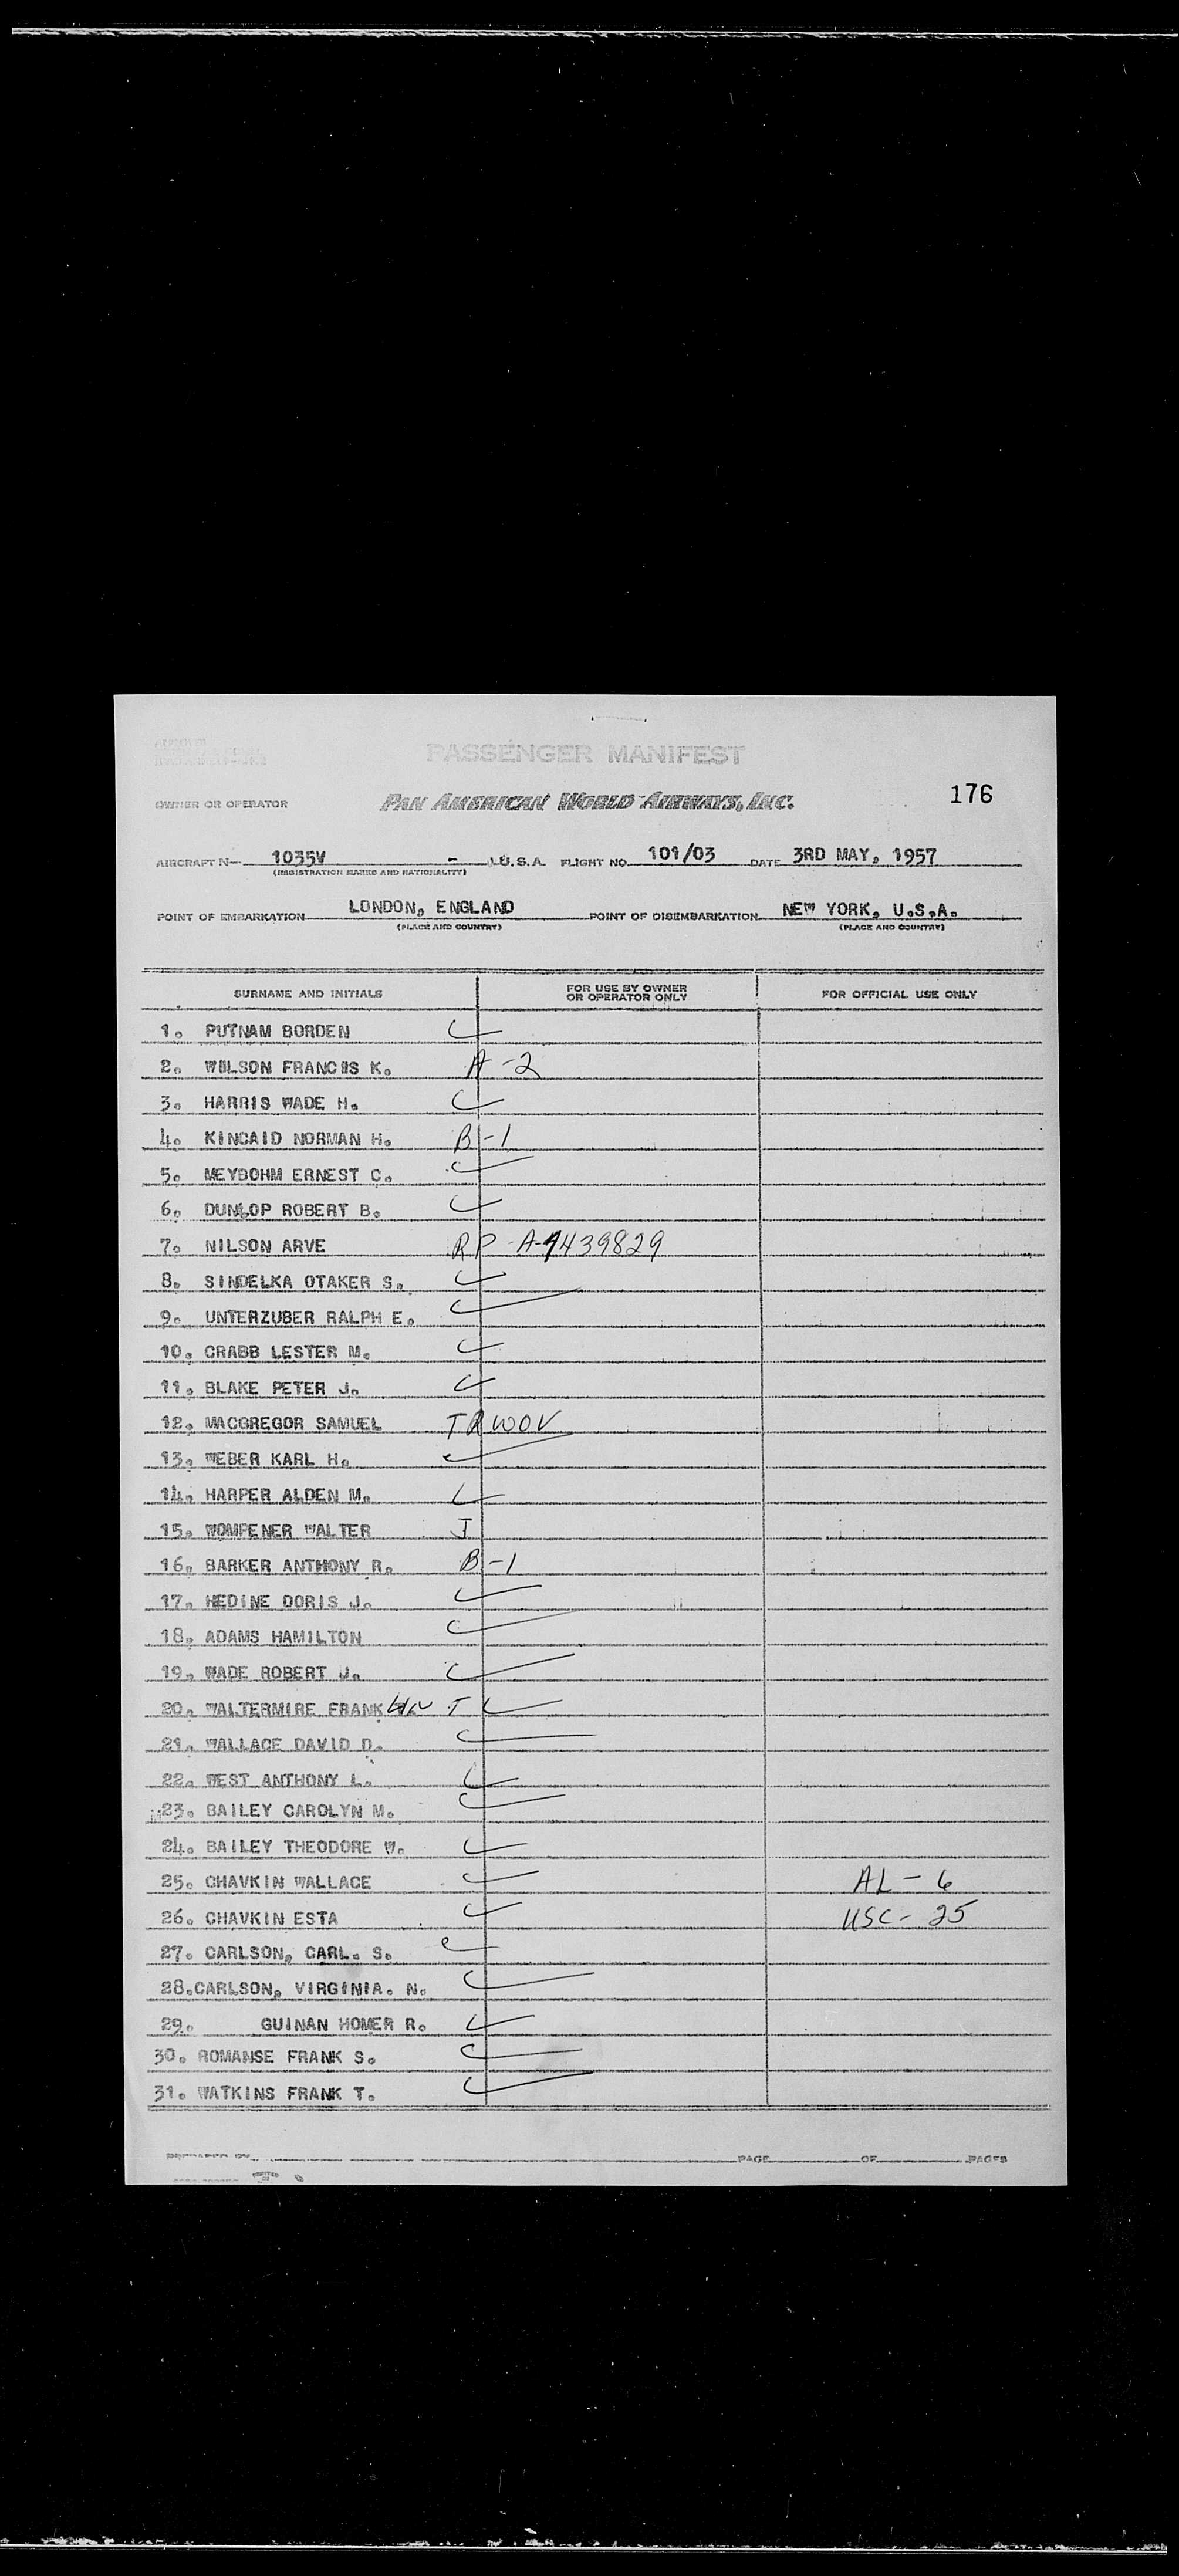 PASSENGER MANIFEST
OWNER OR OPERATOR PAN AMERICAN WORLD AIRWAYS, INC. 176
AIRCRAFT N— 1035V - U.S.A. FLIGHT NO. 101/03 DATE 3RD MAY, 1957
(REGISTRATION MARKS AND NATIONALITY)
POINT OF EMBARKATION LONDON, ENGLAND POINT OF DISEMBARKATION NEW YORK, U.S.A.
(PLACE AND COUNTRY) (PLACE AND COUNTRY)
SURNAME AND INITIALS FOR USE BY OWNER OR OPERATOR ONLY FOR OFFICIAL USE ONLY
1. PUTNAM BORDEN
2. WILSON FRANCIS K. A-2
3. HARRIS WADE H.
4. KINCAID NORMAN H. B-1
5. MEYBOHM ERNEST C.
6. DUNLOP ROBERT B.
7. NILSON ARVE RP-A-7439829
8. SINDELKA OTAKER S.
9. UNTERZUBER RALPH E.
10. CRABB LESTER M.
11. BLAKE PETER J.
12. MACGREGOR SAMUEL TRWOV
13. WEBER KARL H.
14. HARPER ALDEN M.
15. WOMPENER WALTER I
16. BARKER ANTHONY R. B-1
17. HEDINE DORIS J.
18. ADAMS HAMILTON
19. WADE ROBERT J.
20. WALTERMIRE FRANK
21. WALLACE DAVID D.
22. WEST ANTHONY L.
23. BAILEY CAROLYN M.
24. BAILEY THEODORE W.
25. CHAVKIN WALLACE AL-6
26. CHAVKIN ESTA USC-25
27. CARLSON, CARL. S.
28.CARLSON, VIRGINIA. N.
29. GUINAN HOMER R.
30. ROMANSE FRANK S.
31. WATKINS FRANK T.
PREPARED BY PAGE OF PAGES